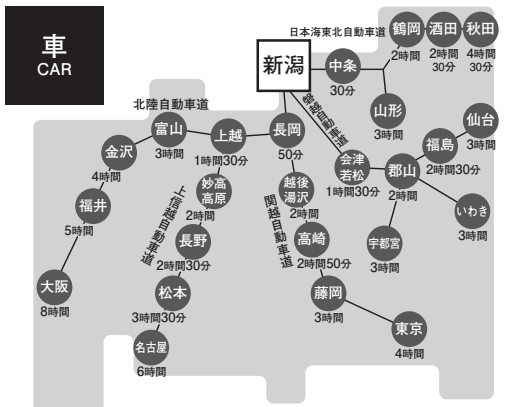 車
CAR
日本海東北自動車道
新潟
中条
30分
鶴岡
2時間
酒田
2時間
30分
秋田
4時間
30分
山形
3時間
磐越自動車道
会津
若松
1時間30分
郡山
2時間
福島
2時間30分
仙台
3時間
いわき
3時間
宇都宮
3時間
北陸自動車道
長岡
50分
上越
1時間30分
富山
3時間
金沢
4時間
福井
5時間
大阪
8時間
上信越自動車道
妙高
高原
2時間
長野
2時間30分
松本
3時間30分
名古屋
6時間
関越自動車道
越後
湯沢
2時間
高崎
2時間50分
藤岡
3時間
東京
4時間